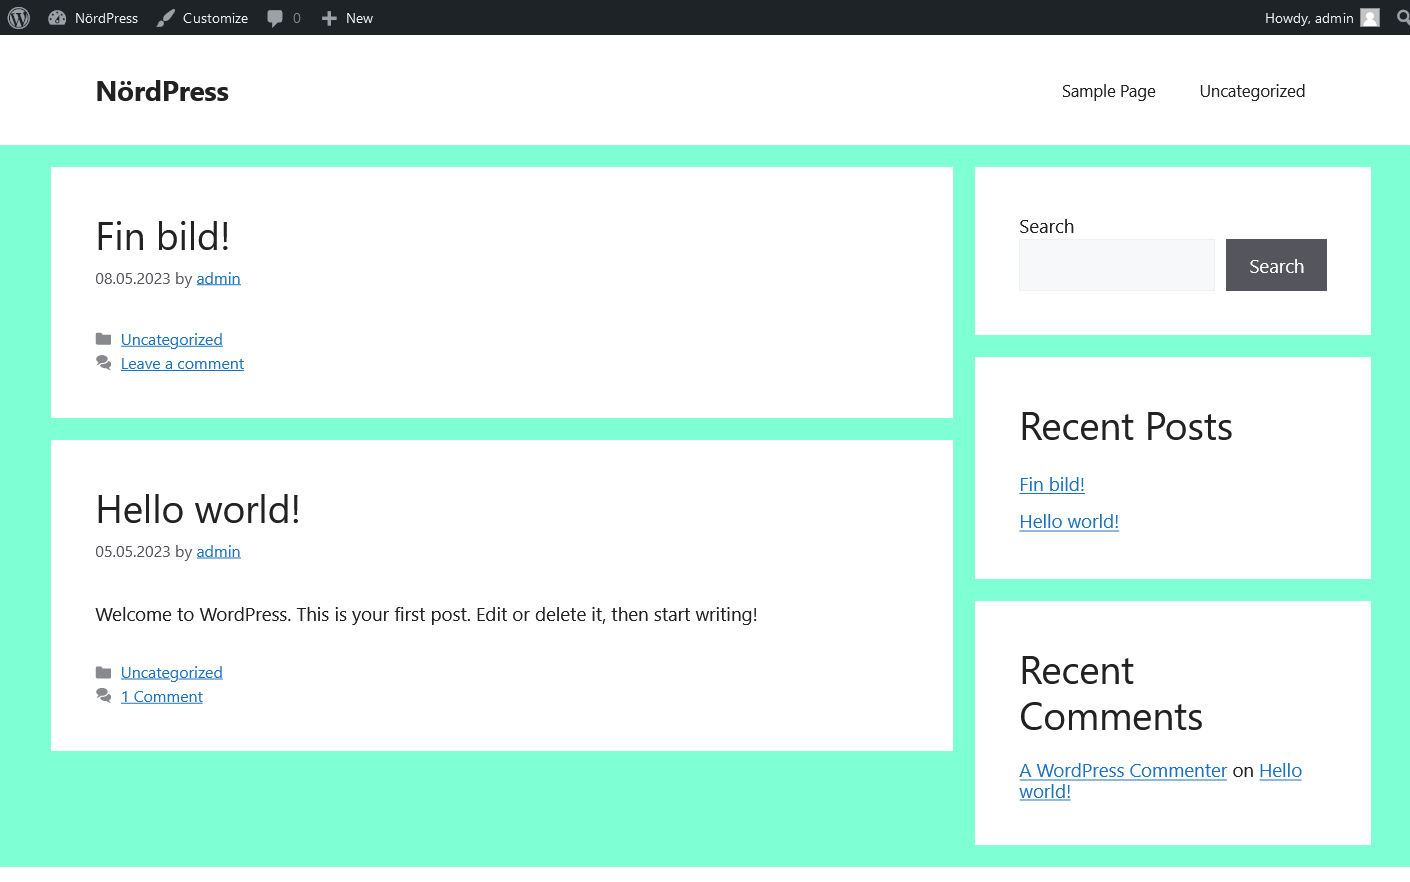 NördPress Customize 0 New Howdy, admin
NördPress
Sample Page Uncategorized
Fin bild!
08.05.2023 by admin
Uncategorized
Leave a comment
Hello world!
05.05.2023 by admin
Welcome to WordPress. This is your first post. Edit or delete it, then start writing!
Uncategorized
1 Comment
Search
Search
Recent Posts
Fin bild!
Hello world!
Recent
Comments
A WordPress Commenter on Hello
world!